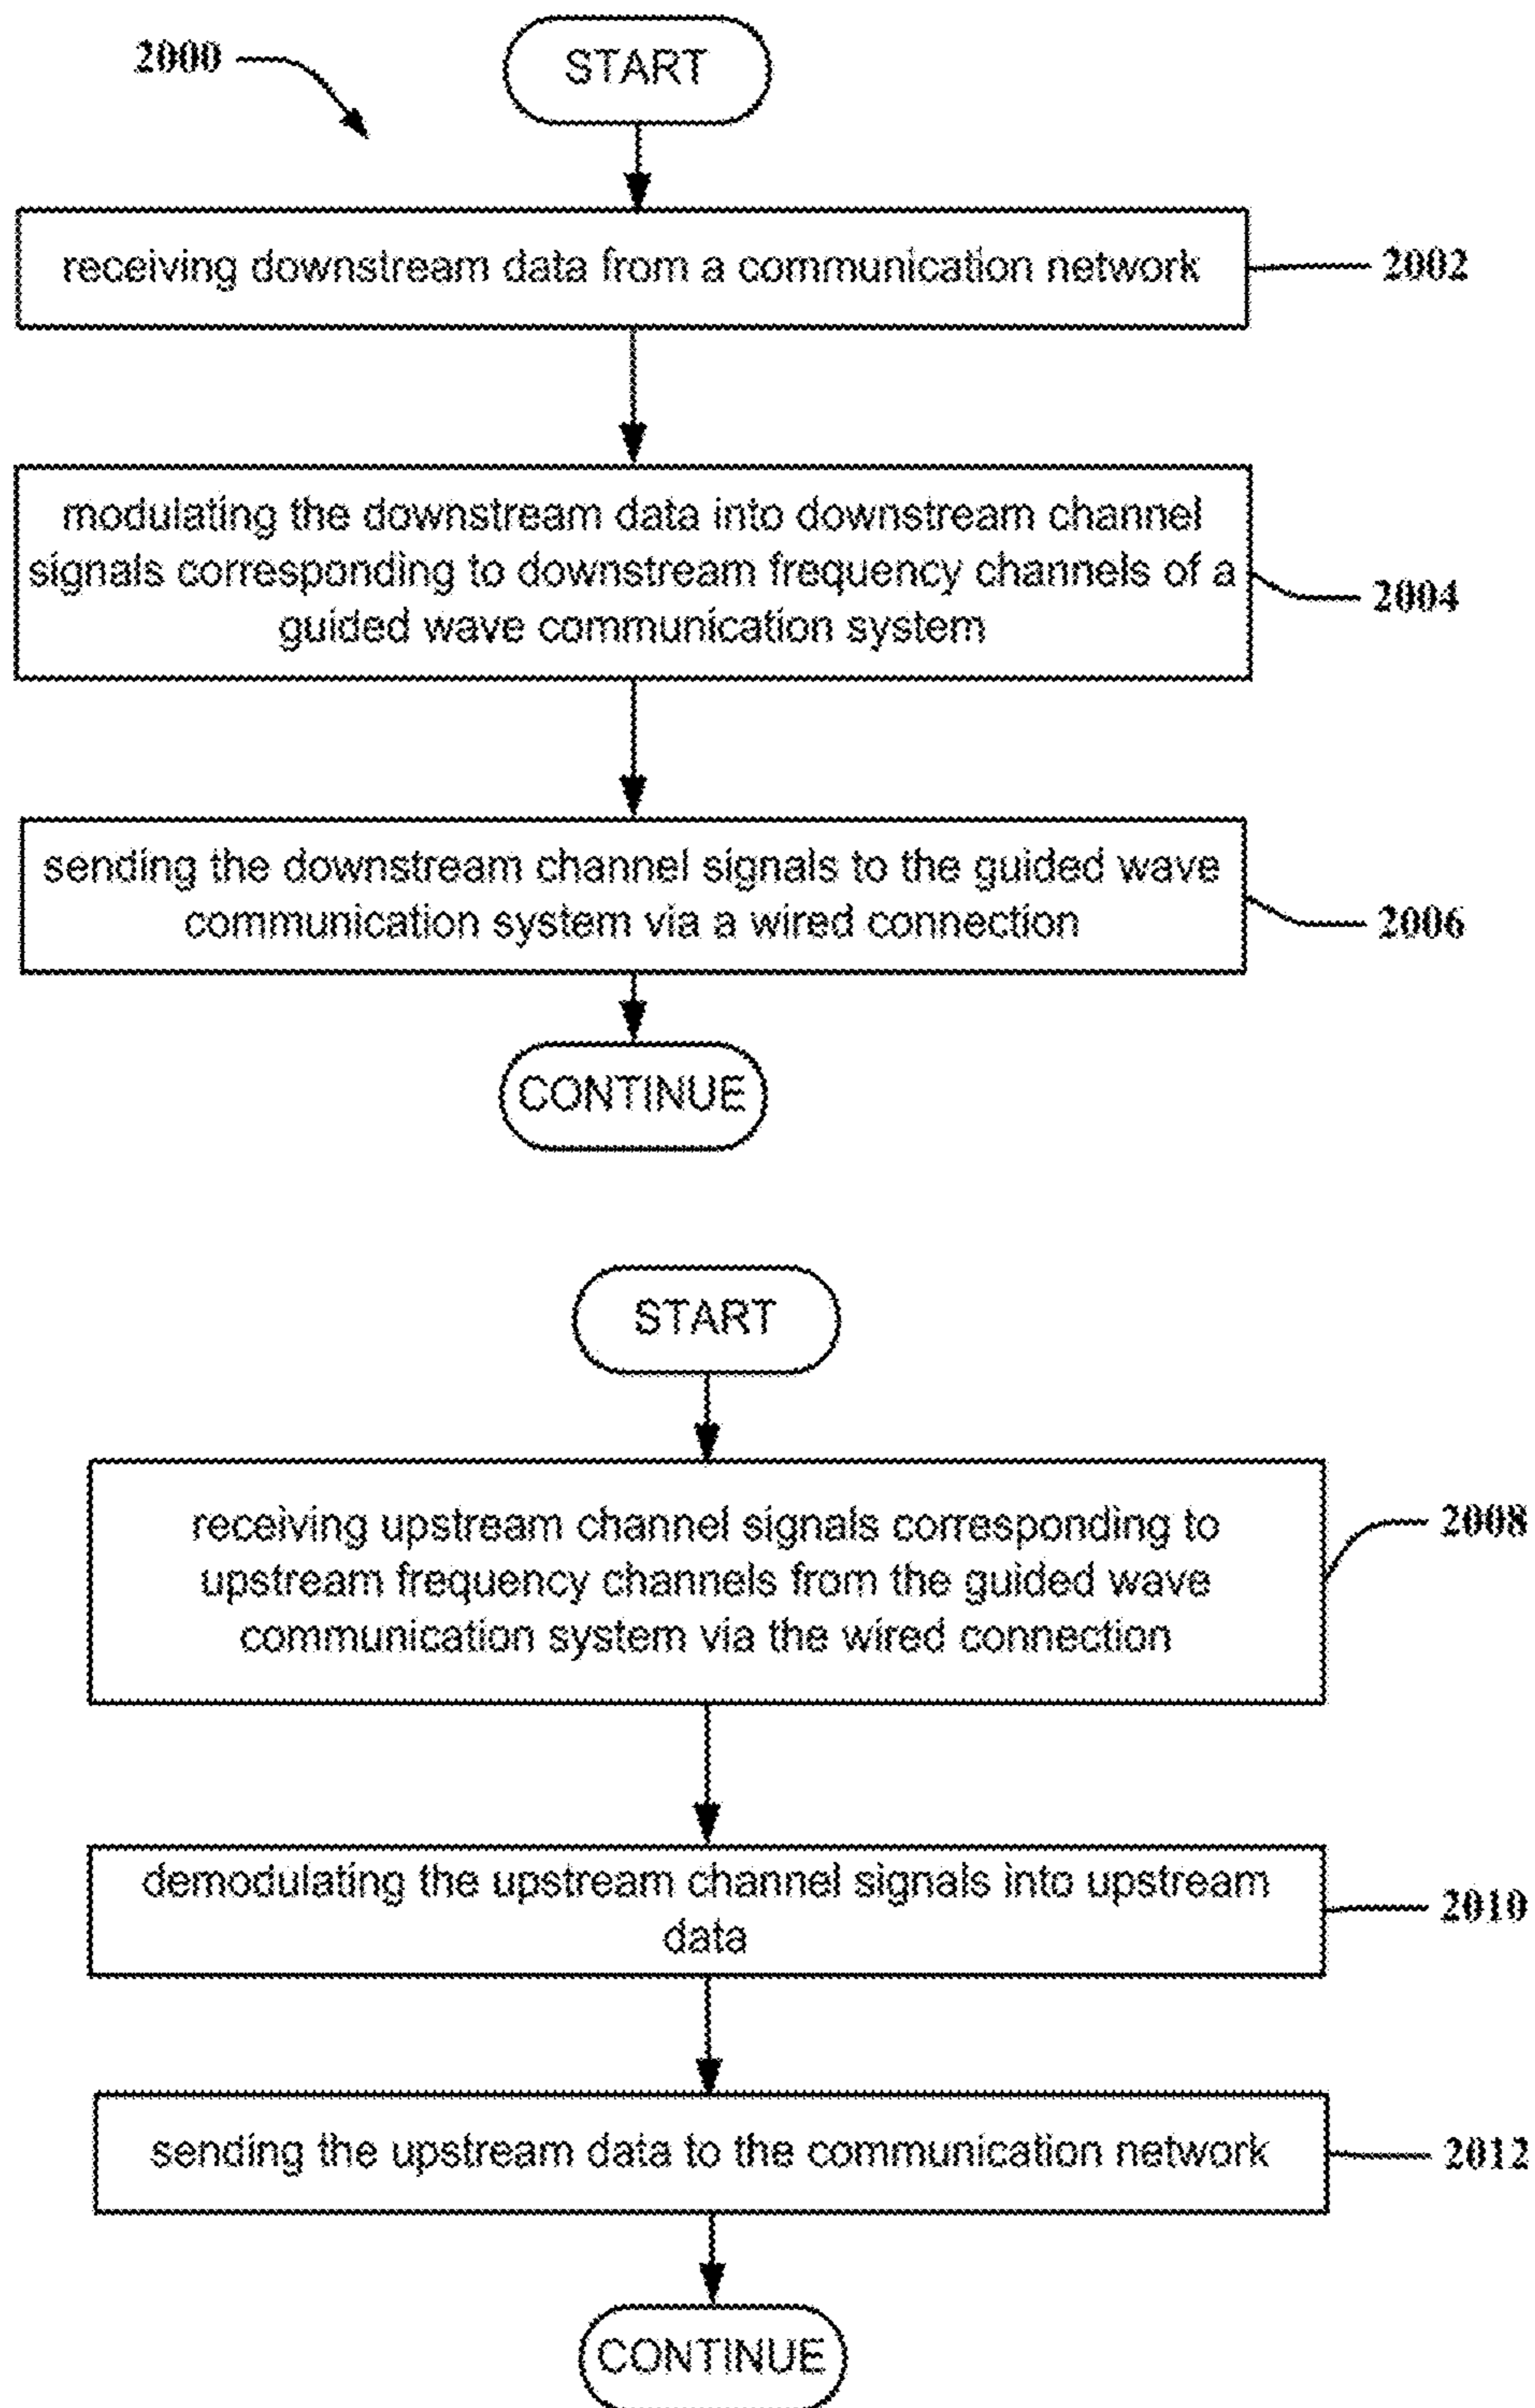 2000
START
receiving downstream data from a communication network
2002
modulating the downstream data into downstream channel
signals corresponding to downstream frequency channels of a
guided wave communication system
2004
sending the downstream channel signals to the guided wave
communication system via a wired connection
2006
CONTINUE
START
receiving upstream channel signals corresponding to
upstream frequency channels from the guided wave
communication system via the wired connection
2008
demodulating the upstream channel signals into upstream
data
2010
sending the upstream data to the communication network
2012
CONTINUE